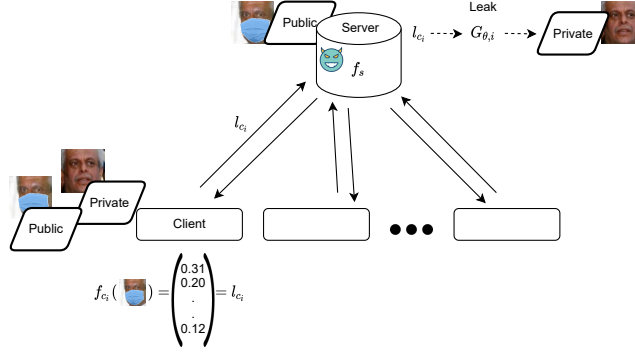 Leak
Public
Server
l_{c_i}
G_{θ,i}
Private
f_s
l_{c_i}
Private
Public
Client
f_{c_i}( ) = ( 0.31
0.20
.
.
0.12 ) = l_{c_i}